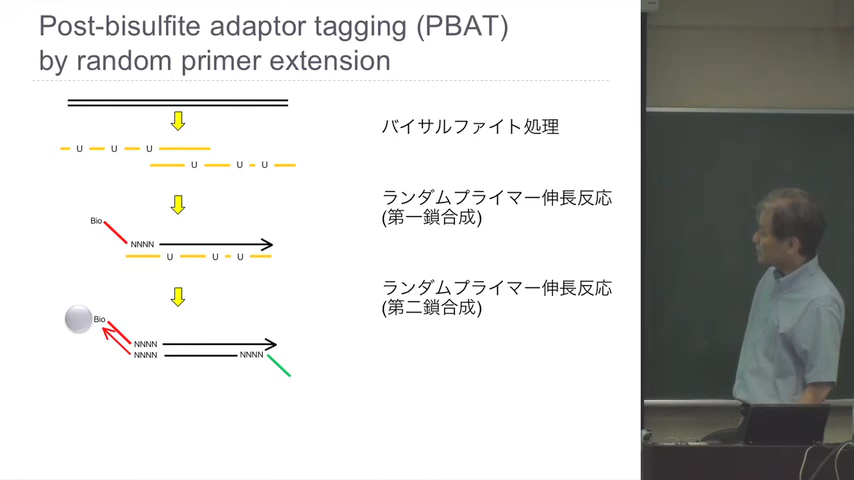 Post-bisulfite adaptor tagging (PBAT)
by random primer extension
バイサルファイト処理
U U U
U U U
ランダムプライマー伸長反応
(第一鎖合成)
Bio
NNNN
U U U
ランダムプライマー伸長反応
(第二鎖合成)
Bio
NNNN
NNNN NNNN